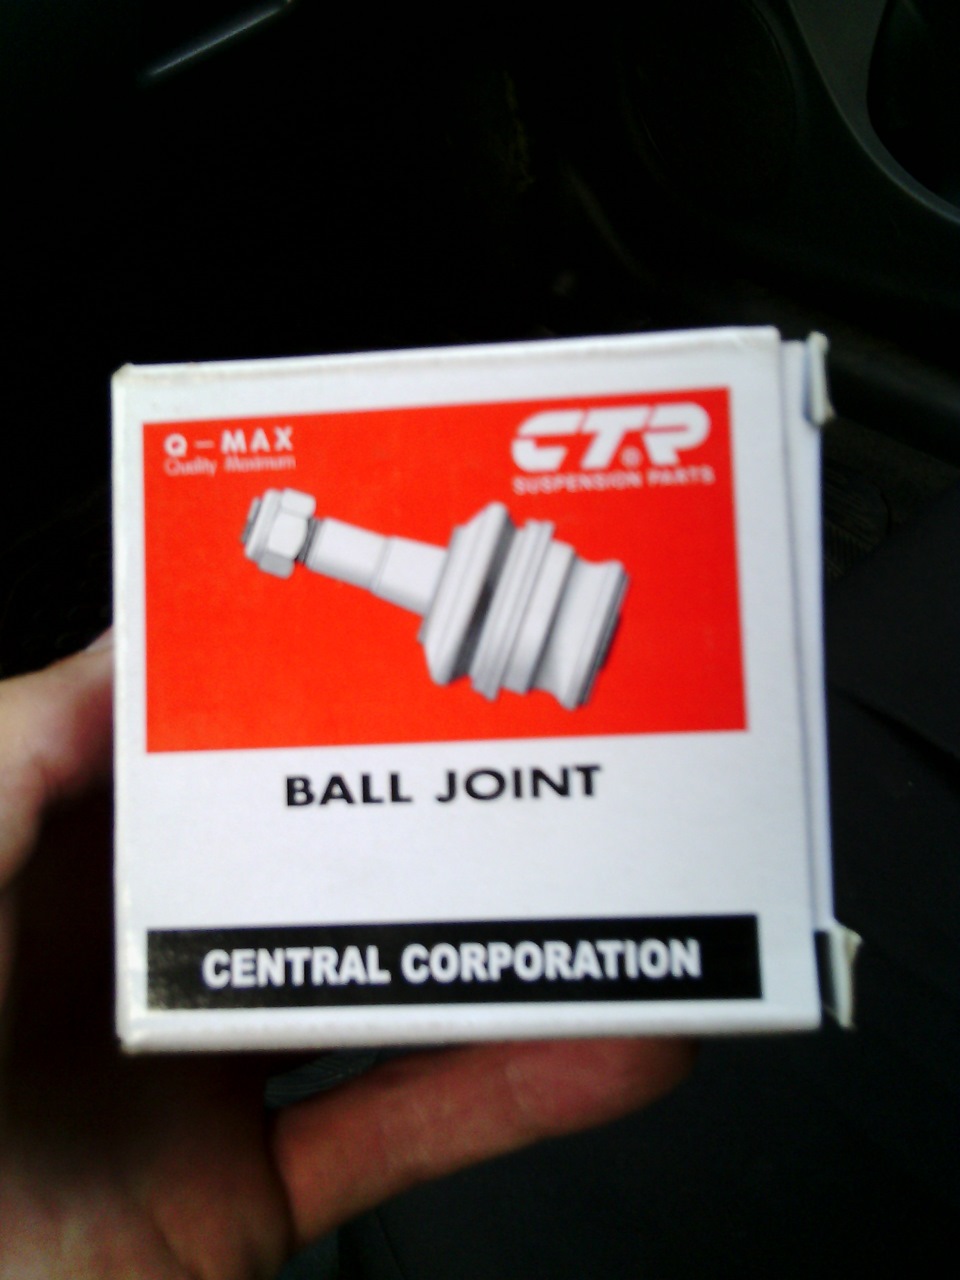 Q-MAX
Quality Maximum
CTR®
SUSPENSION PARTS
BALL JOINT
CENTRAL CORPORATION